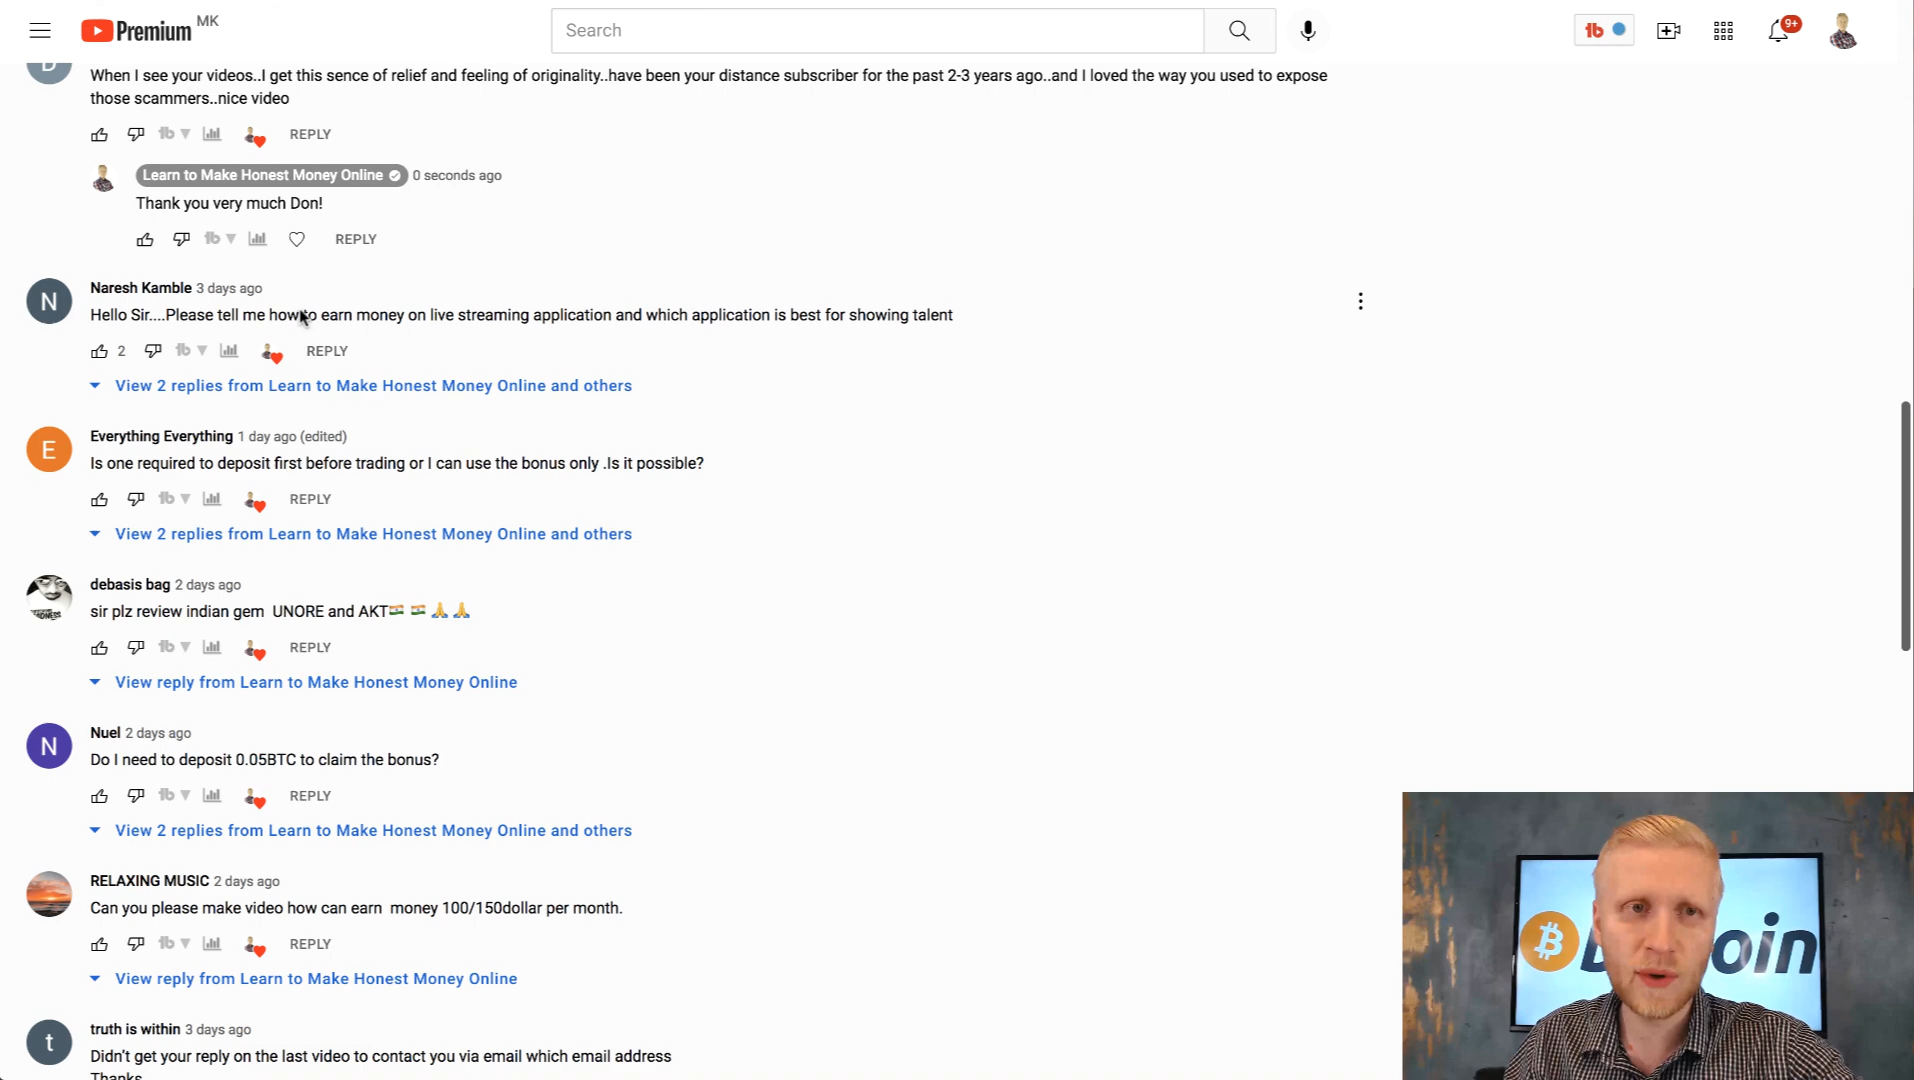 Premium MK
Search
9+
When I see your videos..I get this sence of relief and feeling of originality..have been your distance subscriber for the past 2-3 years ago..and I loved the way you used to expose
those scammers..nice video
REPLY
Learn to Make Honest Money Online 0 seconds ago
Thank you very much Don!
REPLY
N
Naresh Kamble 3 days ago
Hello Sir....Please tell me how to earn money on live streaming application and which application is best for showing talent
2 REPLY
View 2 replies from Learn to Make Honest Money Online and others
E
Everything Everything 1 day ago (edited)
Is one required to deposit first before trading or I can use the bonus only .Is it possible?
REPLY
View 2 replies from Learn to Make Honest Money Online and others
debasis bag 2 days ago
sir plz review indian gem UNORE and AKT🇮🇳 🇮🇳 🙏 🙏
REPLY
View reply from Learn to Make Honest Money Online
N
Nuel 2 days ago
Do I need to deposit 0.05BTC to claim the bonus?
REPLY
View 2 replies from Learn to Make Honest Money Online and others
RELAXING MUSIC 2 days ago
Can you please make video how can earn money 100/150dollar per month.
REPLY
View reply from Learn to Make Honest Money Online
t
truth is within 3 days ago
Didn't get your reply on the last video to contact you via email which email address
Thanks